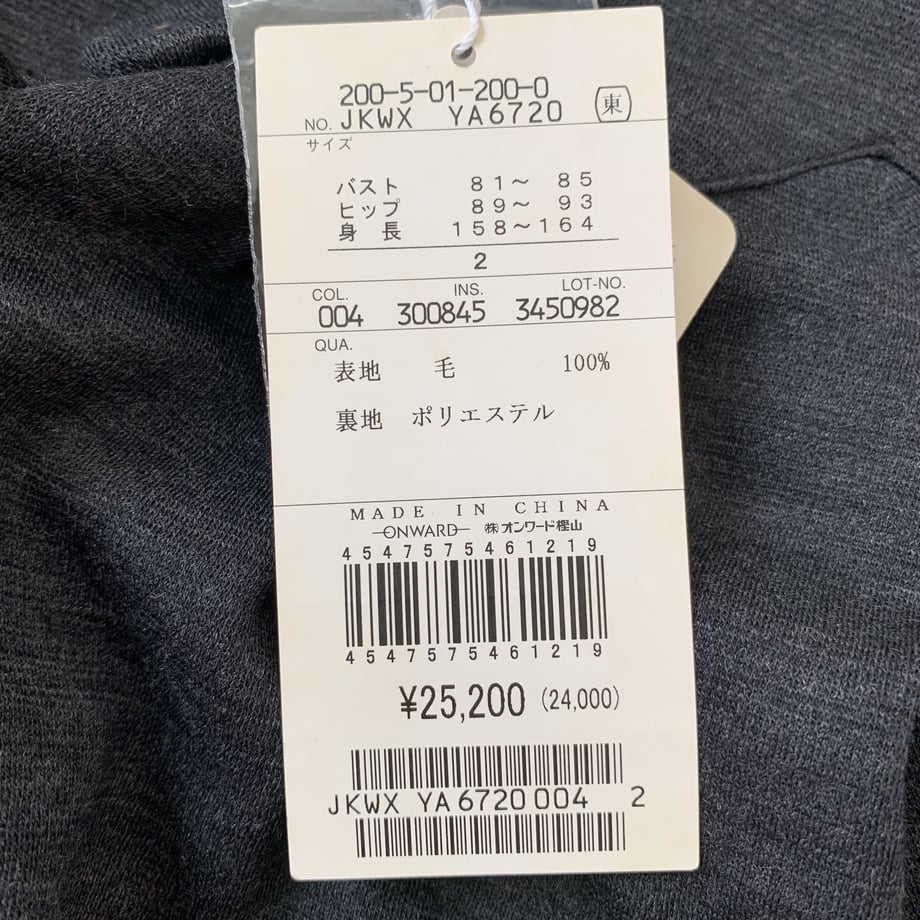 200-5-01-200-0
NO. JKWX YA6720 東
サイズ
バスト 81～ 85
ヒップ 89～ 93
身長 158～164
2
COL. INS. LOT-NO.
004 300845 3450982
QUA.
表地 毛 100%
裏地 ポリエステル
MADE IN CHINA
ONWARD ㈱オンワード樫山
4547575461219
4547575461219
¥25,200 (24,000)
JKWX YA6720004 2